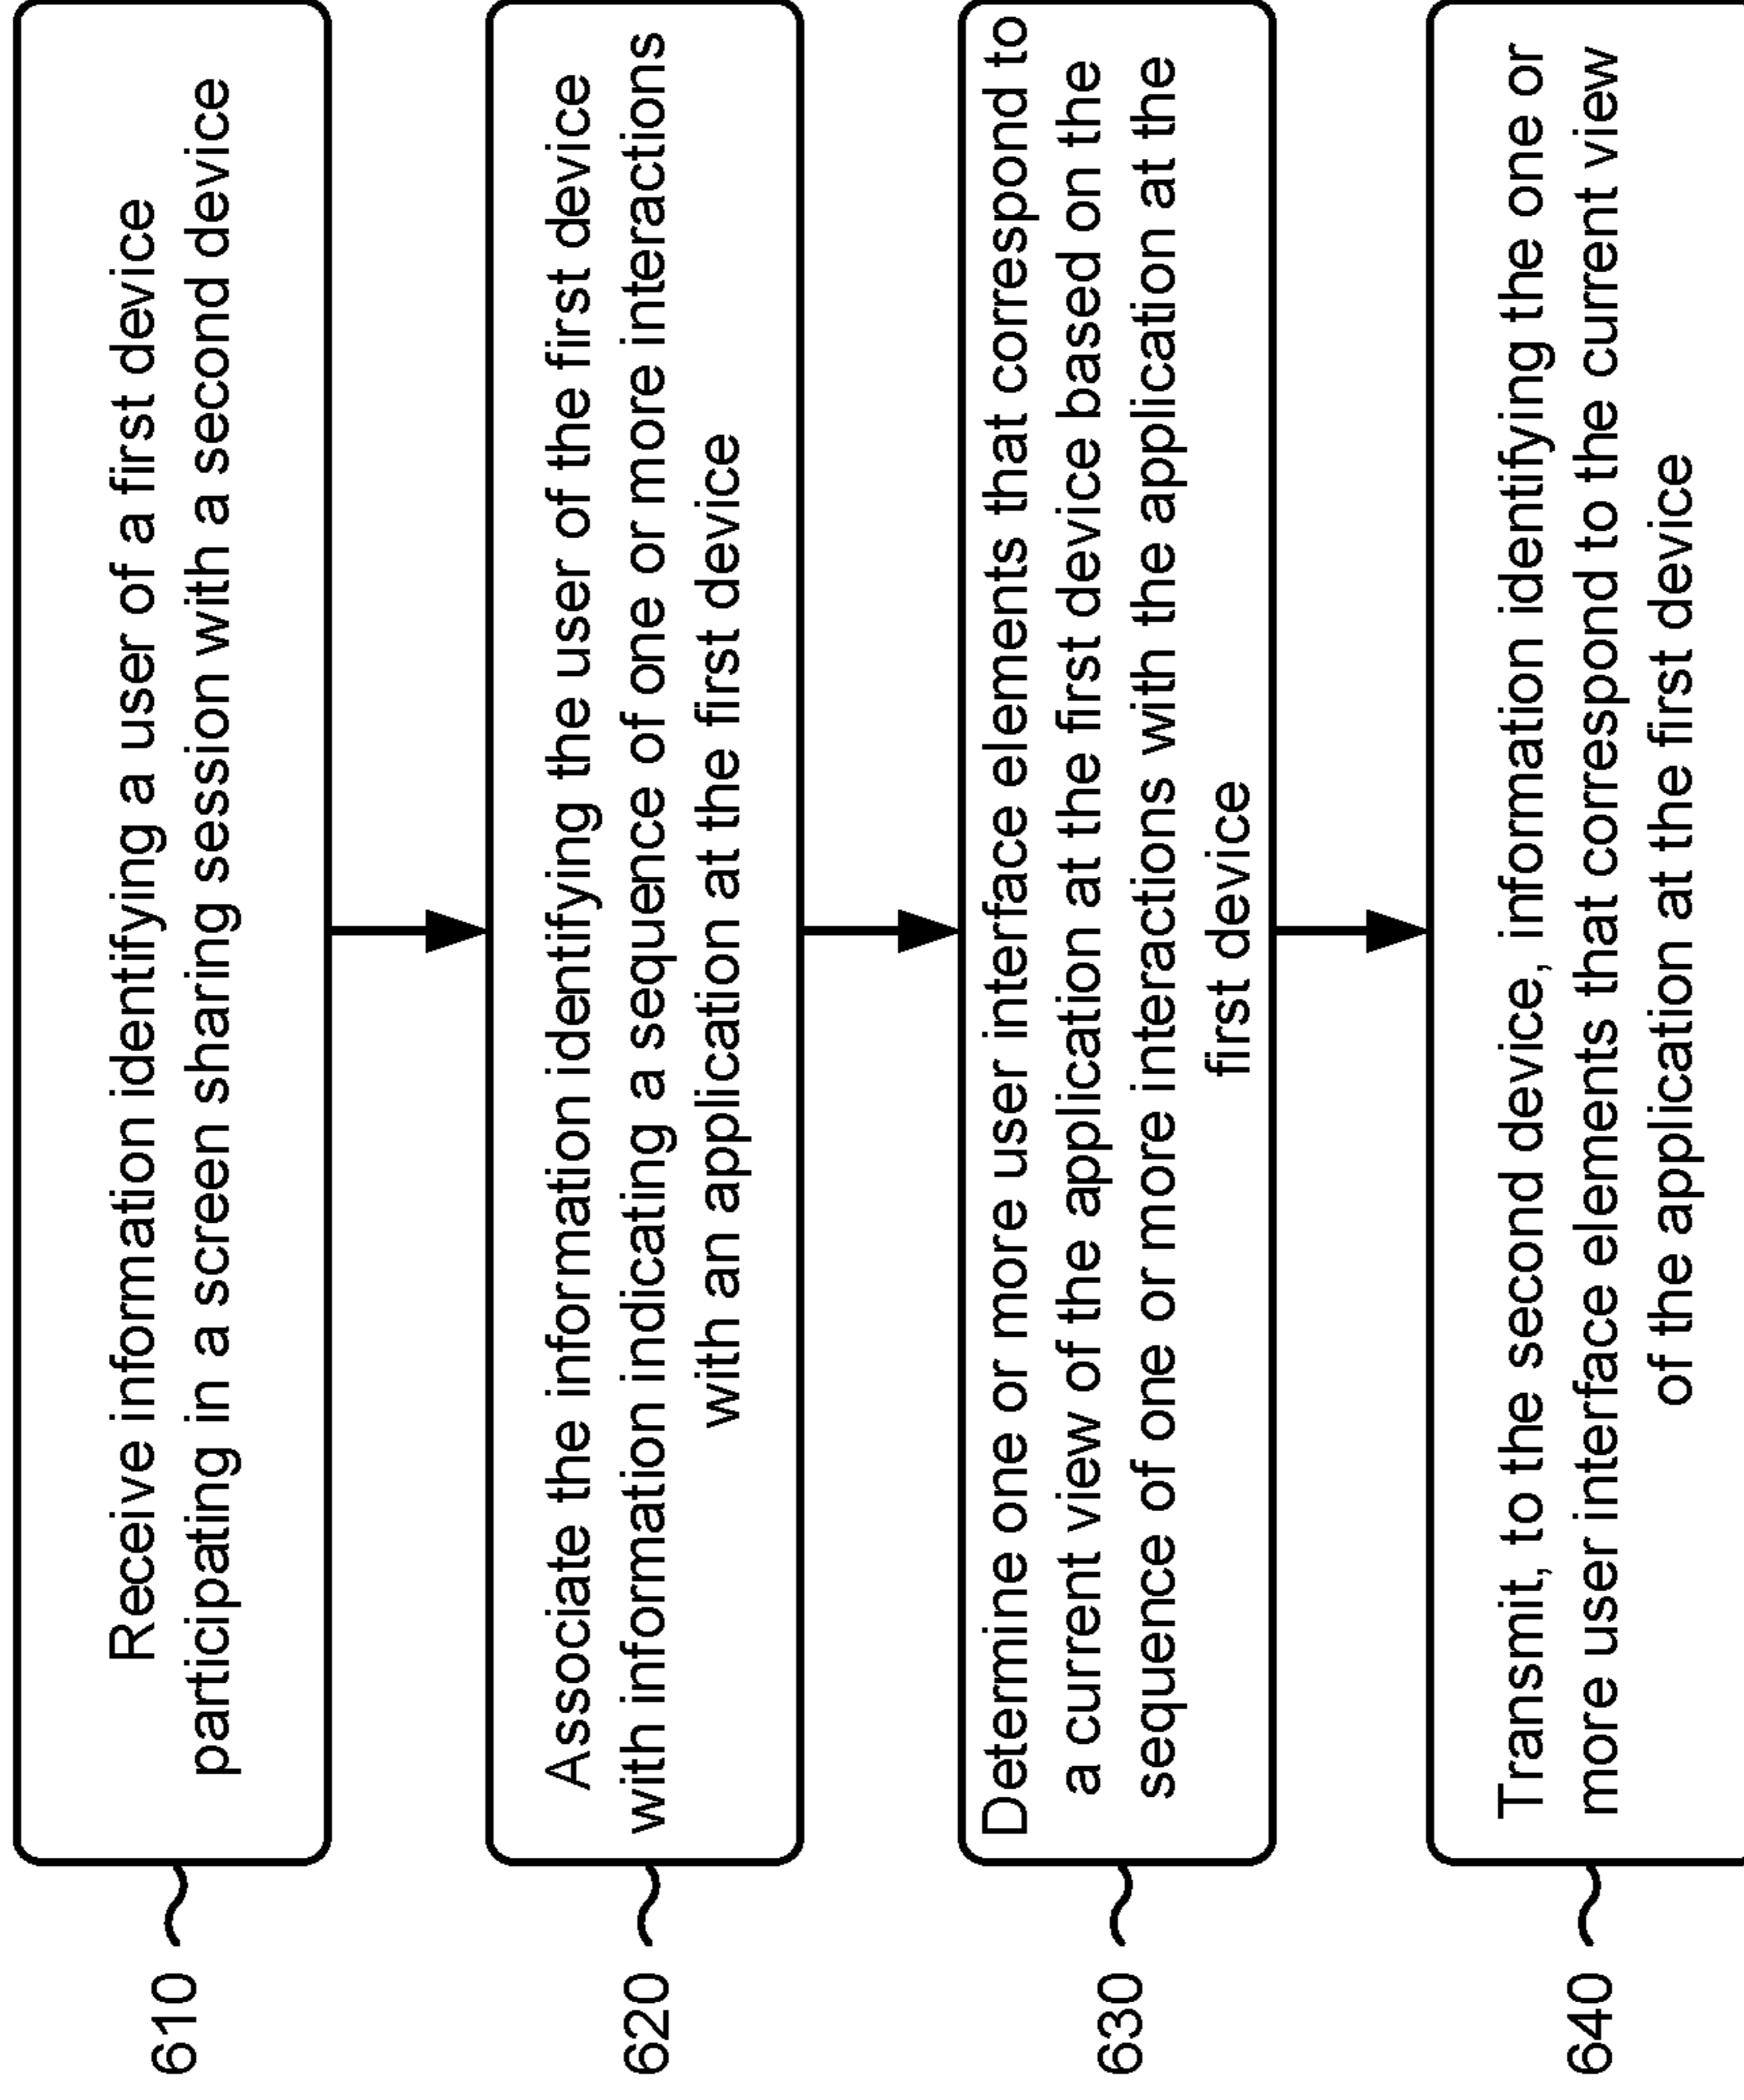 610
Receive information identifying a user of a first device
participating in a screen sharing session with a second device
620
Associate the information identifying the user of the first device
with information indicating a sequence of one or more interactions
with an application at the first device
630
Determine one or more user interface elements that correspond to
a current view of the application at the first device based on the
sequence of one or more interactions with the application at the
first device
640
Transmit, to the second device, information identifying the one or
more user interface elements that correspond to the current view
of the application at the first device